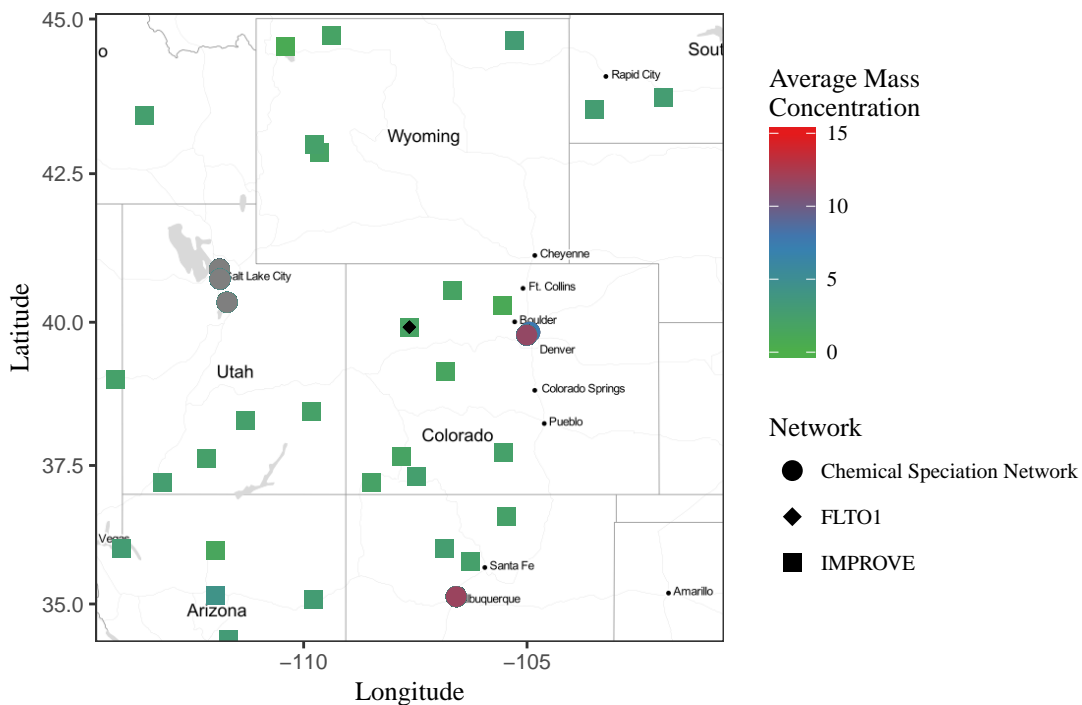 45.0
42.5
40.0
37.5
35.0
Latitude
−110
−105
Longitude
o
Sout
Rapid City
Wyoming
Cheyenne
Salt Lake City
Ft. Collins
Boulder
Denver
Utah
Colorado Springs
Pueblo
Colorado
Vegas
Santa Fe
Arizona
Albuquerque
Amarillo
Average Mass
Concentration
15
10
5
0
Network
Chemical Speciation Network
FLTO1
IMPROVE